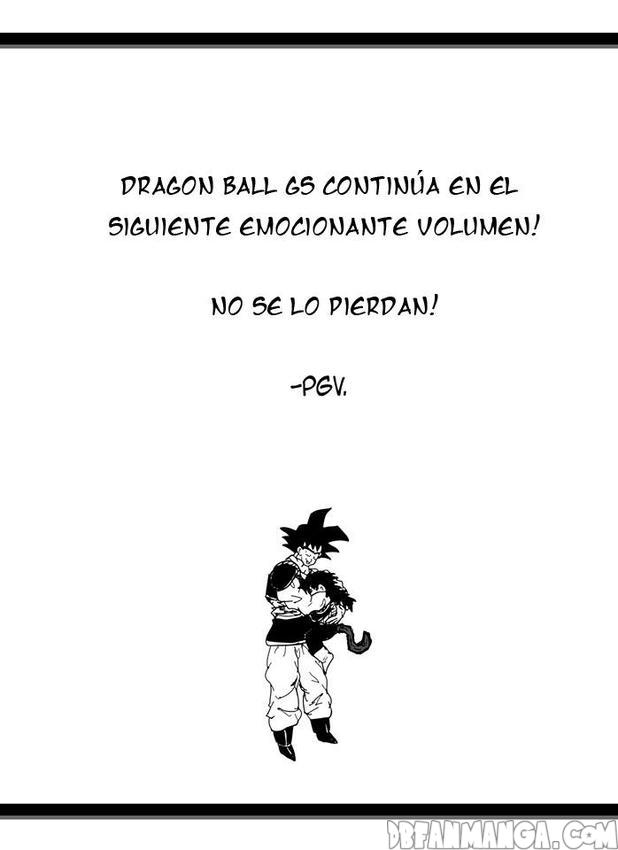 DRAGON BALL GS CONTINÚA EN EL
SIGUIENTE EMOCIONANTE VOLUMEN!
NO SE LO PIERDAN!
-PGV.
DBFANMANGA.COM